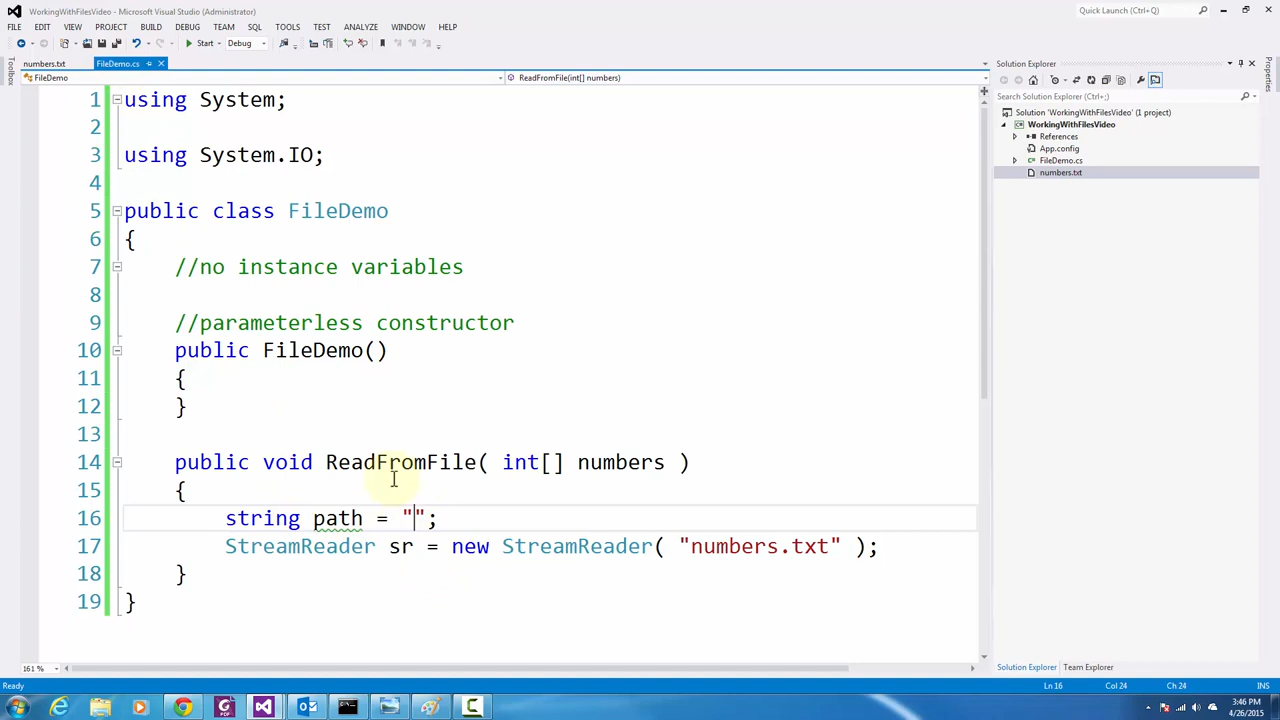 WorkingWithFilesVideo - Microsoft Visual Studio (Administrator)
Quick Launch (Ctrl+Q)
FILE EDIT VIEW PROJECT BUILD DEBUG TEAM SQL TOOLS TEST ANALYZE WINDOW HELP
Start Debug
numbers.txt FileDemo.cs
Toolbox
FileDemo ReadFromFile(int[] numbers)
1 using System;
2
3 using System.IO;
4
5 public class FileDemo
6 {
7 //no instance variables
8
9 //parameterless constructor
10 public FileDemo()
11 {
12 }
13
14 public void ReadFromFile( int[] numbers )
15 {
16 string path = "";
17 StreamReader sr = new StreamReader( "numbers.txt" );
18 }
19 }
161 %
Solution Explorer
Search Solution Explorer (Ctrl+;)
Solution 'WorkingWithFilesVideo' (1 project)
WorkingWithFilesVideo
References
App.config
FileDemo.cs
numbers.txt
Solution Explorer Team Explorer
Properties
Ready Ln 16 Col 24 Ch 24 INS
3:46 PM
4/26/2015